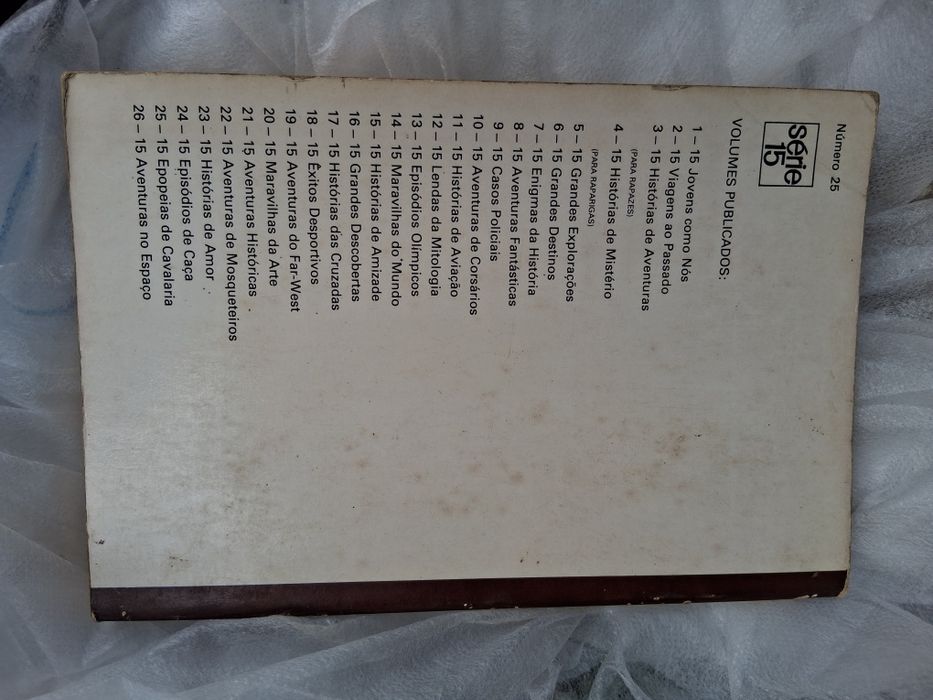 Número 25
série
15
VOLUMES PUBLICADOS:
1 – 15 Jovens como Nós
2 – 15 Viagens ao Passado
3 – 15 Histórias de Aventuras
(PARA RAPAZES)
4 – 15 Histórias de Mistério
(PARA RAPARIGAS)
5 – 15 Grandes Explorações
6 – 15 Grandes Destinos
7 – 15 Enigmas da História
8 – 15 Aventuras Fantásticas
9 – 15 Casos Policiais
10 – 15 Aventuras de Corsários
11 – 15 Histórias de Aviação
12 – 15 Lendas da Mitologia
13 – 15 Episódios Olímpicos
14 – 15 Maravilhas do Mundo
15 – 15 Histórias de Amizade
16 – 15 Grandes Descobertas
17 – 15 Histórias das Cruzadas
18 – 15 Êxitos Desportivos
19 – 15 Aventuras do Far-West
20 – 15 Maravilhas da Arte
21 – 15 Aventuras Históricas
22 – 15 Aventuras de Mosqueteiros
23 – 15 Histórias de Amor
24 – 15 Episódios de Caça
25 – 15 Epopeias de Cavalaria
26 – 15 Aventuras no Espaço